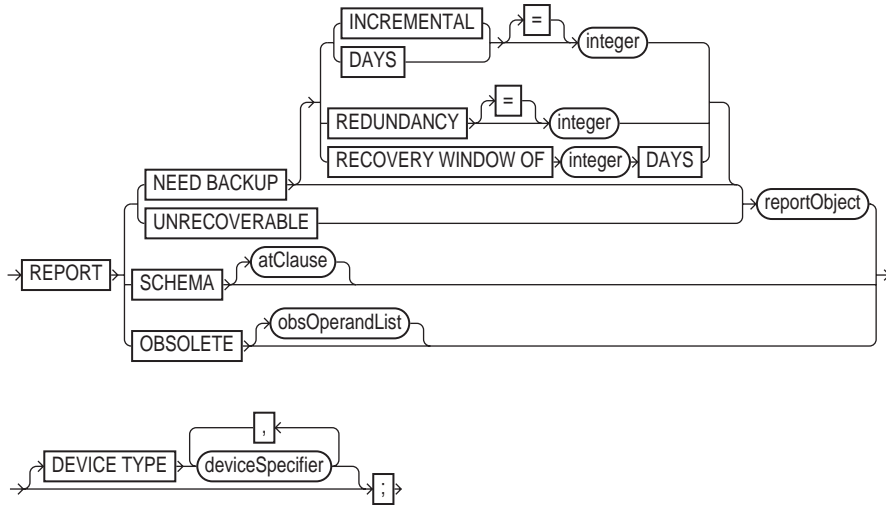 INCREMENTAL = integer
DAYS
REDUNDANCY = integer
RECOVERY WINDOW OF integer DAYS
NEED BACKUP
UNRECOVERABLE
reportObject
REPORT
SCHEMA
atClause
OBSOLETE
obsOperandList
,
DEVICE TYPE deviceSpecifier
;